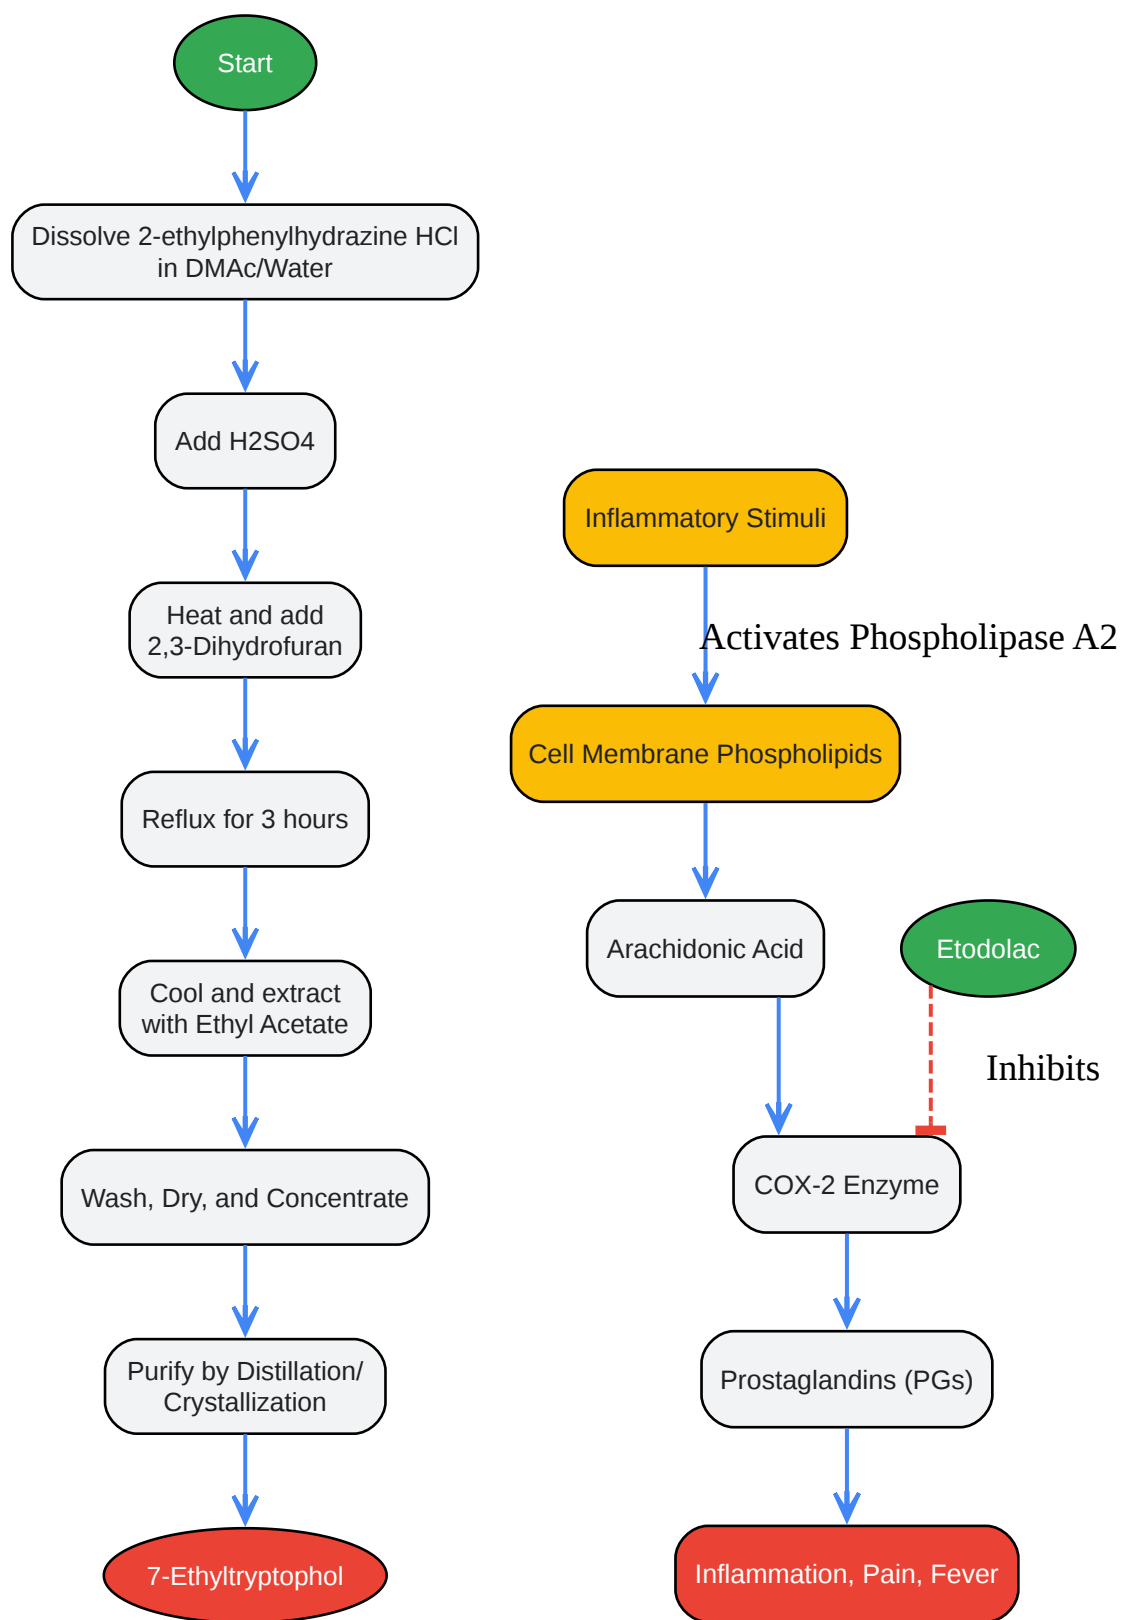 Start
Dissolve 2-ethylphenylhydrazine HCl
in DMAc/Water
Add H2SO4
Heat and add
2,3-Dihydrofuran
Reflux for 3 hours
Cool and extract
with Ethyl Acetate
Wash, Dry, and Concentrate
Purify by Distillation/
Crystallization
7-Ethyltryptophol
Inflammatory Stimuli
Activates Phospholipase A2
Cell Membrane Phospholipids
Arachidonic Acid
Etodolac
Inhibits
COX-2 Enzyme
Prostaglandins (PGs)
Inflammation, Pain, Fever